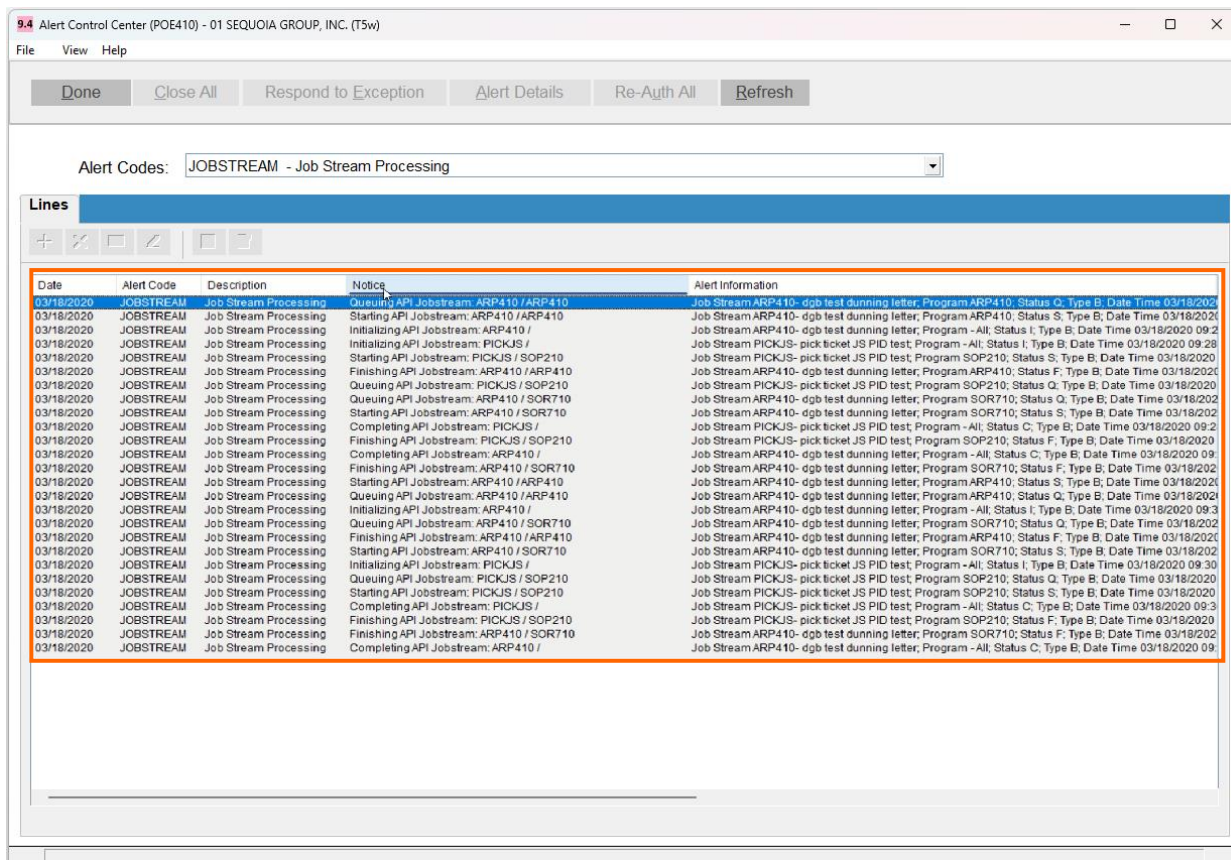 9.4 Alert Control Center (POE410) - 01 SEQUOIA GROUP, INC. (T5w)
File View Help
Done Close All Respond to Exception Alert Details Re-Auth All Refresh
Alert Codes: JOBSTREAM - Job Stream Processing
Lines
Date Alert Code Description Notice Alert Information
03/18/2020 JOBSTREAM Job Stream Processing Queuing API Jobstream: ARP410 / ARP410 Job Stream ARP410- dgb test dunning letter; Program ARP410; Status Q; Type B; Date Time 03/18/2020
03/18/2020 JOBSTREAM Job Stream Processing Starting API Jobstream: ARP410 / ARP410 Job Stream ARP410- dgb test dunning letter; Program ARP410; Status S; Type B; Date Time 03/18/2020
03/18/2020 JOBSTREAM Job Stream Processing Initializing API Jobstream: ARP410 / Job Stream ARP410- dgb test dunning letter; Program - All; Status I; Type B; Date Time 03/18/2020 09:2
03/18/2020 JOBSTREAM Job Stream Processing Initializing API Jobstream: PICKJS / Job Stream PICKJS- pick ticket JS PID test; Program - All; Status I; Type B; Date Time 03/18/2020 09:28
03/18/2020 JOBSTREAM Job Stream Processing Starting API Jobstream: PICKJS / SOP210 Job Stream PICKJS- pick ticket JS PID test; Program SOP210; Status S; Type B; Date Time 03/18/2020
03/18/2020 JOBSTREAM Job Stream Processing Finishing API Jobstream: ARP410 / ARP410 Job Stream ARP410- dgb test dunning letter; Program ARP410; Status F; Type B; Date Time 03/18/2020
03/18/2020 JOBSTREAM Job Stream Processing Queuing API Jobstream: PICKJS / SOP210 Job Stream PICKJS- pick ticket JS PID test; Program SOP210; Status Q; Type B; Date Time 03/18/2020
03/18/2020 JOBSTREAM Job Stream Processing Queuing API Jobstream: ARP410 / SOR710 Job Stream ARP410- dgb test dunning letter; Program SOR710; Status Q; Type B; Date Time 03/18/202
03/18/2020 JOBSTREAM Job Stream Processing Starting API Jobstream: ARP410 / SOR710 Job Stream ARP410- dgb test dunning letter; Program SOR710; Status S; Type B; Date Time 03/18/202
03/18/2020 JOBSTREAM Job Stream Processing Completing API Jobstream: PICKJS / Job Stream PICKJS- pick ticket JS PID test; Program - All; Status C; Type B; Date Time 03/18/2020 09:2
03/18/2020 JOBSTREAM Job Stream Processing Finishing API Jobstream: PICKJS / SOP210 Job Stream PICKJS- pick ticket JS PID test; Program SOP210; Status F; Type B; Date Time 03/18/2020
03/18/2020 JOBSTREAM Job Stream Processing Completing API Jobstream: ARP410 / Job Stream ARP410- dgb test dunning letter; Program - All; Status C; Type B; Date Time 03/18/2020 09:
03/18/2020 JOBSTREAM Job Stream Processing Finishing API Jobstream: ARP410 / SOR710 Job Stream ARP410- dgb test dunning letter; Program SOR710; Status F; Type B; Date Time 03/18/202
03/18/2020 JOBSTREAM Job Stream Processing Starting API Jobstream: ARP410 / ARP410 Job Stream ARP410- dgb test dunning letter; Program ARP410; Status S; Type B; Date Time 03/18/2020
03/18/2020 JOBSTREAM Job Stream Processing Queuing API Jobstream: ARP410 / ARP410 Job Stream ARP410- dgb test dunning letter; Program ARP410; Status Q; Type B; Date Time 03/18/2020
03/18/2020 JOBSTREAM Job Stream Processing Initializing API Jobstream: ARP410 / Job Stream ARP410- dgb test dunning letter; Program - All; Status I; Type B; Date Time 03/18/2020 09:3
03/18/2020 JOBSTREAM Job Stream Processing Queuing API Jobstream: ARP410 / SOR710 Job Stream ARP410- dgb test dunning letter; Program SOR710; Status Q; Type B; Date Time 03/18/202
03/18/2020 JOBSTREAM Job Stream Processing Finishing API Jobstream: ARP410 / ARP410 Job Stream ARP410- dgb test dunning letter; Program ARP410; Status F; Type B; Date Time 03/18/2020
03/18/2020 JOBSTREAM Job Stream Processing Starting API Jobstream: ARP410 / SOR710 Job Stream ARP410- dgb test dunning letter; Program SOR710; Status S; Type B; Date Time 03/18/202
03/18/2020 JOBSTREAM Job Stream Processing Initializing API Jobstream: PICKJS / Job Stream PICKJS- pick ticket JS PID test; Program - All; Status I; Type B; Date Time 03/18/2020 09:30
03/18/2020 JOBSTREAM Job Stream Processing Queuing API Jobstream: PICKJS / SOP210 Job Stream PICKJS- pick ticket JS PID test; Program SOP210; Status Q; Type B; Date Time 03/18/2020
03/18/2020 JOBSTREAM Job Stream Processing Starting API Jobstream: PICKJS / SOP210 Job Stream PICKJS- pick ticket JS PID test; Program SOP210; Status S; Type B; Date Time 03/18/2020
03/18/2020 JOBSTREAM Job Stream Processing Completing API Jobstream: PICKJS / Job Stream PICKJS- pick ticket JS PID test; Program - All; Status C; Type B; Date Time 03/18/2020 09:3
03/18/2020 JOBSTREAM Job Stream Processing Finishing API Jobstream: PICKJS / SOP210 Job Stream PICKJS- pick ticket JS PID test; Program SOP210; Status F; Type B; Date Time 03/18/2020
03/18/2020 JOBSTREAM Job Stream Processing Finishing API Jobstream: ARP410 / SOR710 Job Stream ARP410- dgb test dunning letter; Program SOR710; Status F; Type B; Date Time 03/18/202
03/18/2020 JOBSTREAM Job Stream Processing Completing API Jobstream: ARP410 / Job Stream ARP410- dgb test dunning letter; Program - All; Status C; Type B; Date Time 03/18/2020 09: